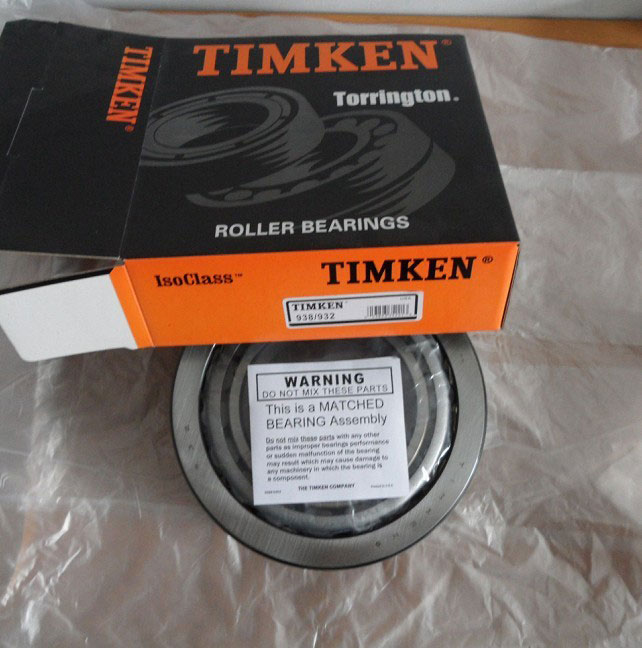 TIMKEN®
TIMKEN®
Torrington®
ROLLER BEARINGS
IsoClass™
TIMKEN®
TIMKEN
938/932
WARNING
DO NOT MIX THESE PARTS
This is a MATCHED
BEARING Assembly
Do not mix these parts with any other
parts as improper bearings performance
or sudden malfunction of the bearing
may result which may cause damage to
any machinery in which the bearing is
a component.
THE TIMKEN COMPANY